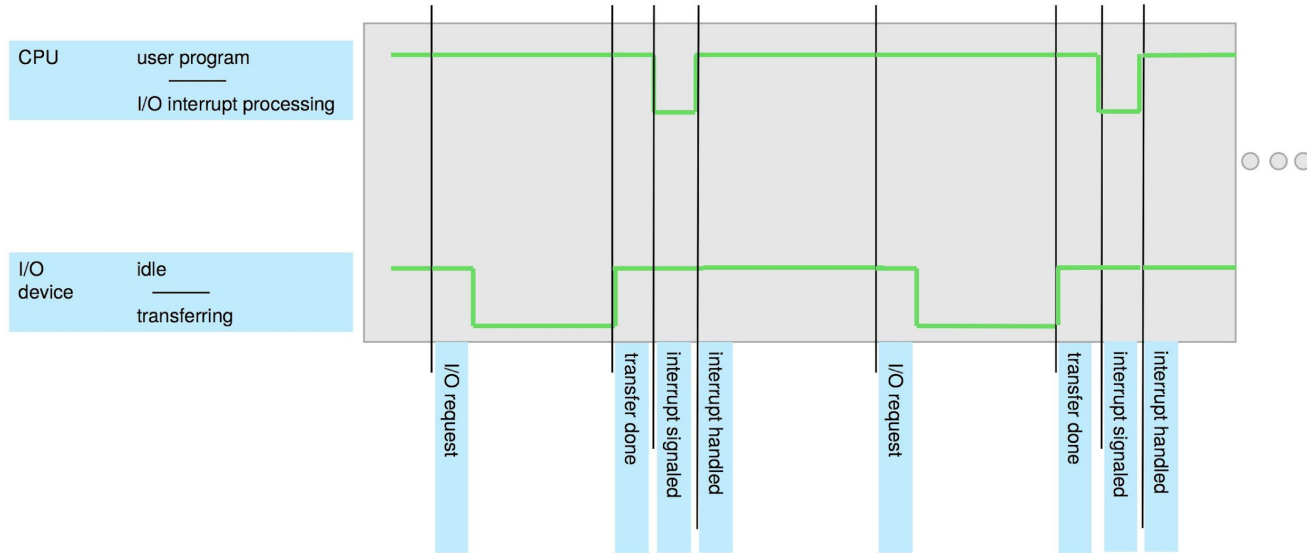 CPU
user program
I/O interrupt processing
I/O
device
idle
transferring
I/O request
transfer done
interrupt signaled
interrupt handled
I/O request
transfer done
interrupt signaled
interrupt handled